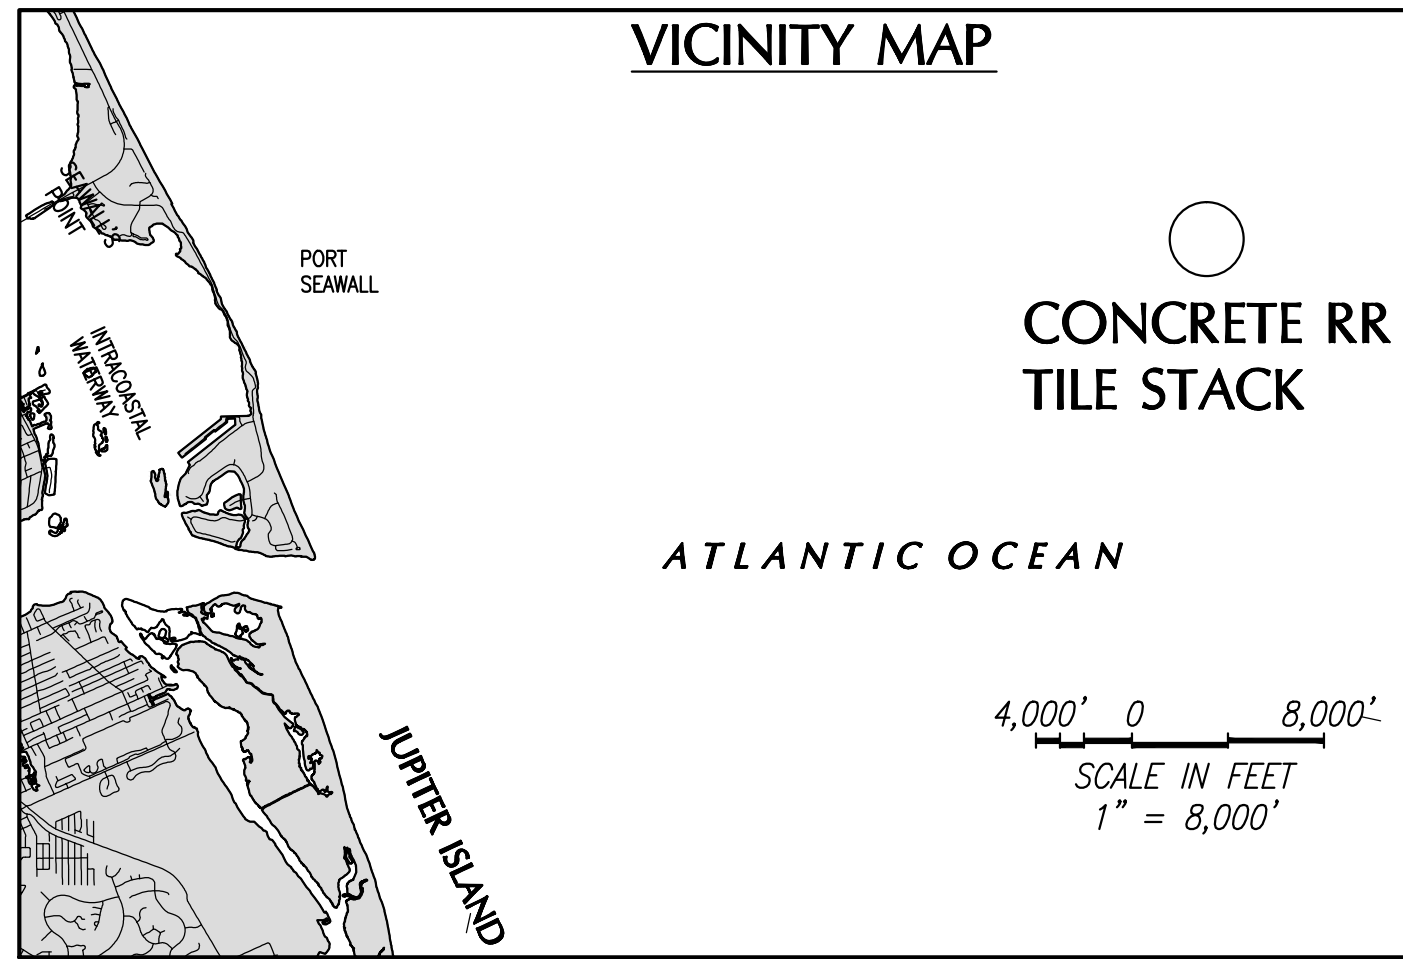 VICINITY MAP
SEAWALL'S
POINT
PORT
SEAWALL
CONCRETE RR
TILE STACK
INTRACOASTAL
WATERWAY
ATLANTIC OCEAN
JUPITER ISLAND
4,000' 0 8,000'
SCALE IN FEET
1" = 8,000'